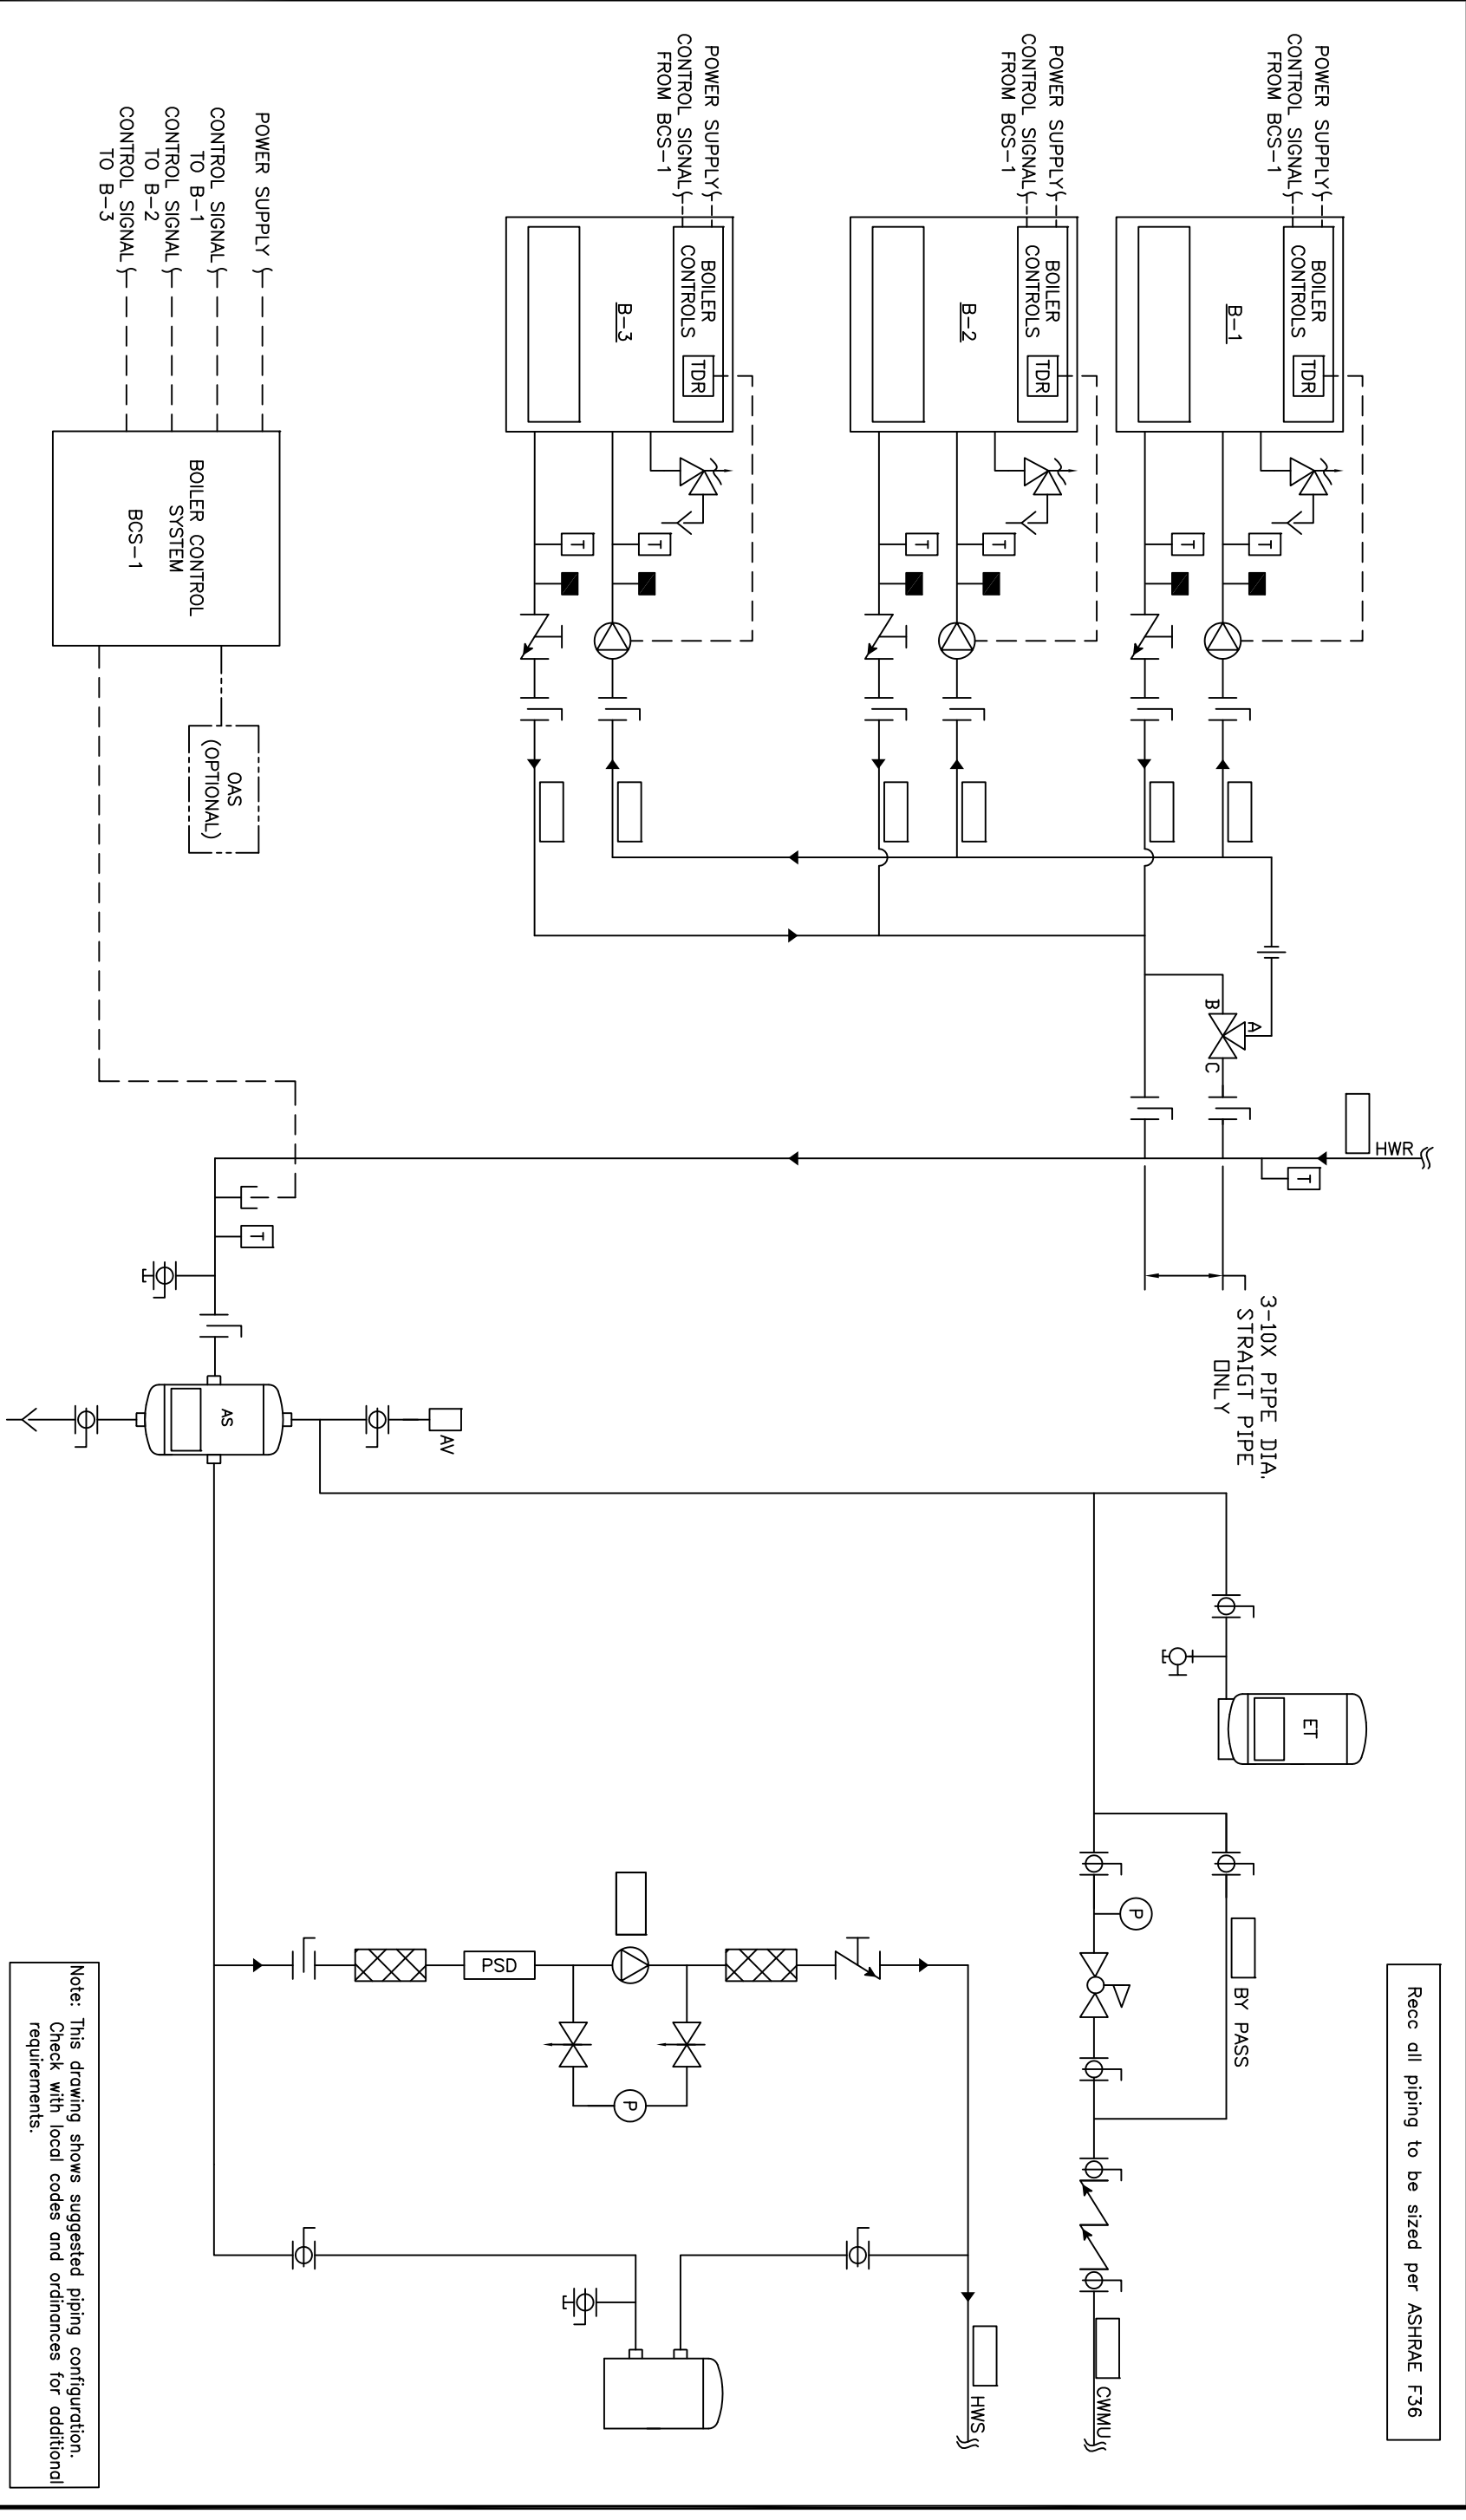 Recc all piping to be sized per ASHRAE F36
POWER SUPPLY
CONTROL SIGNAL
FROM BCS-1
BOILER
CONTROLS
TDR
B-1
T
T
POWER SUPPLY
CONTROL SIGNAL
FROM BCS-1
BOILER
CONTROLS
TDR
B-2
T
T
POWER SUPPLY
CONTROL SIGNAL
FROM BCS-1
BOILER
CONTROLS
TDR
B-3
T
T
A
B
C
HWR
T
3-10X PIPE DIA.
STRAIGT PIPE
ONLY
ET
BY PASS
P
CWMU
HWS
PSD
P
POWER SUPPLY
CONTROL SIGNAL
TO B-1
CONTROL SIGNAL
TO B-2
CONTROL SIGNAL
TO B-3
BOILER CONTROL
SYSTEM
BCS-1
OAS
(OPTIONAL)
T
AV
AS
Note: This drawing shows suggested piping configuration.
Check with local codes and ordinances for additional
requirements.